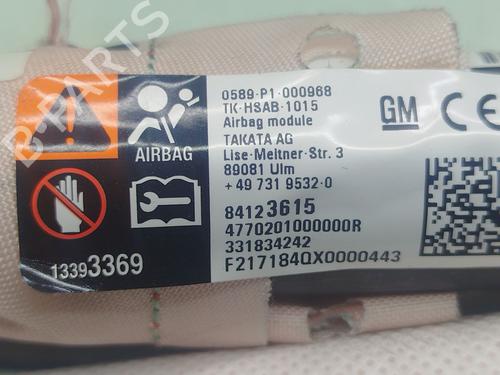 0589-P1-000968
TK-HSAB-1015
Airbag module
TAKATA AG
Lise-Meitner-Str. 3
89081 Ulm
+49 731 9532-0
GM
CE
AIRBAG
84123615
4770201000000R
331834242
F217184QX0000443
13393369
B-PARTS